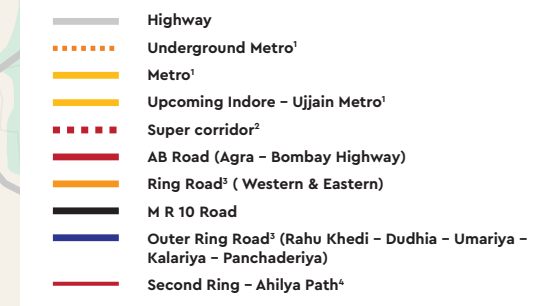 Highway
Underground Metro¹
Metro¹
Upcoming Indore – Ujjain Metro¹
Super corridor²
AB Road (Agra – Bombay Highway)
Ring Road³ ( Western & Eastern)
M R 10 Road
Outer Ring Road³ (Rahu Khedi – Dudhia – Umariya –
Kalariya – Panchaderiya)
Second Ring – Ahilya Path⁴